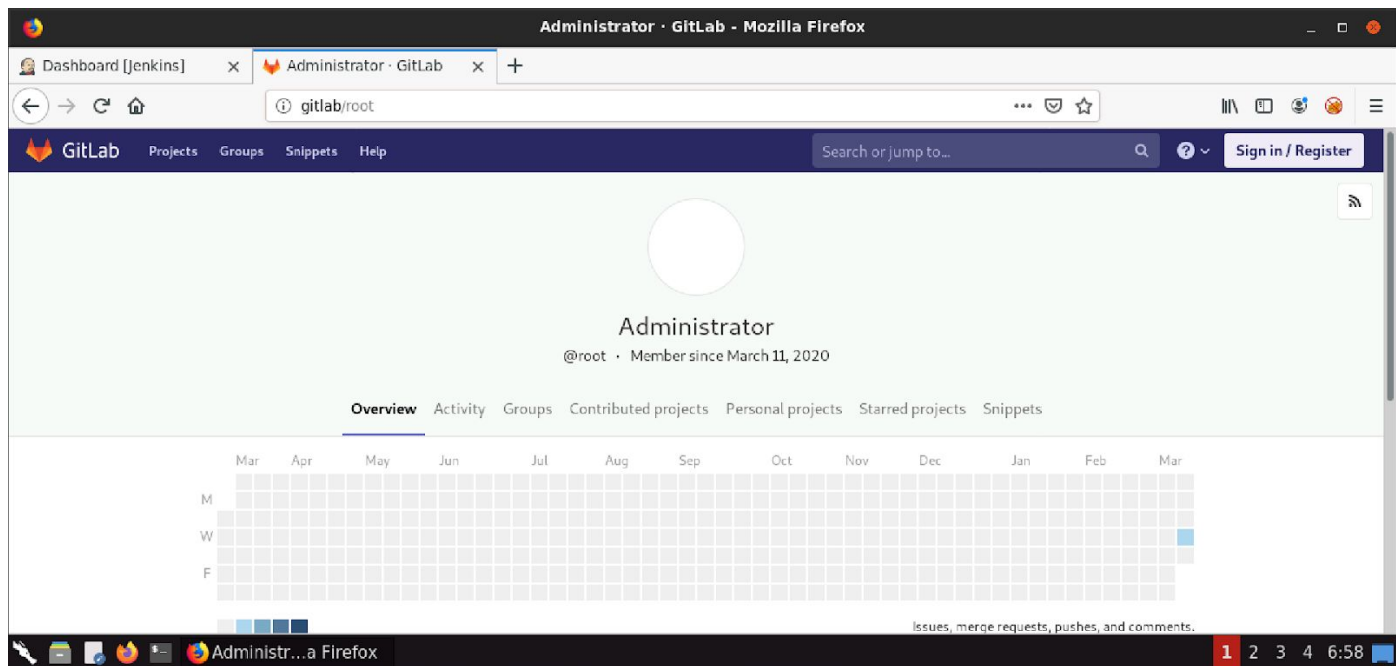 Administrator · GitLab - Mozilla Firefox
Dashboard [Jenkins]
Administrator · GitLab
gitlab/root
GitLab Projects Groups Snippets Help Search or jump to... Sign in / Register
Administrator
@root · Member since March 11, 2020
Overview Activity Groups Contributed projects Personal projects Starred projects Snippets
Mar Apr May Jun Jul Aug Sep Oct Nov Dec Jan Feb Mar
M
W
F
Issues, merge requests, pushes, and comments.
Administr...a Firefox 1 2 3 4 6:58